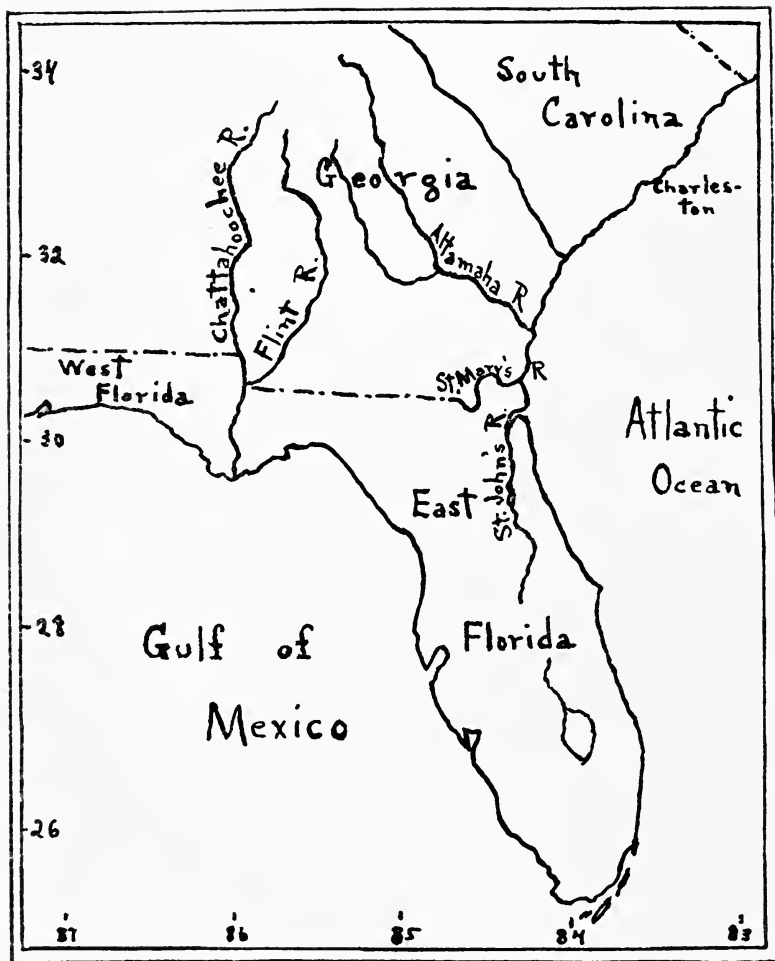 34
South
Carolina
Charles-
ton
Georgia
Chattahoochee R.
Flint R.
Altamaha R
32
St. Mary's R
West
Florida
30
St. John's R.
East
Florida
Atlantic
Ocean
28
Gulf of
Mexico
26
87 86 85 84 83